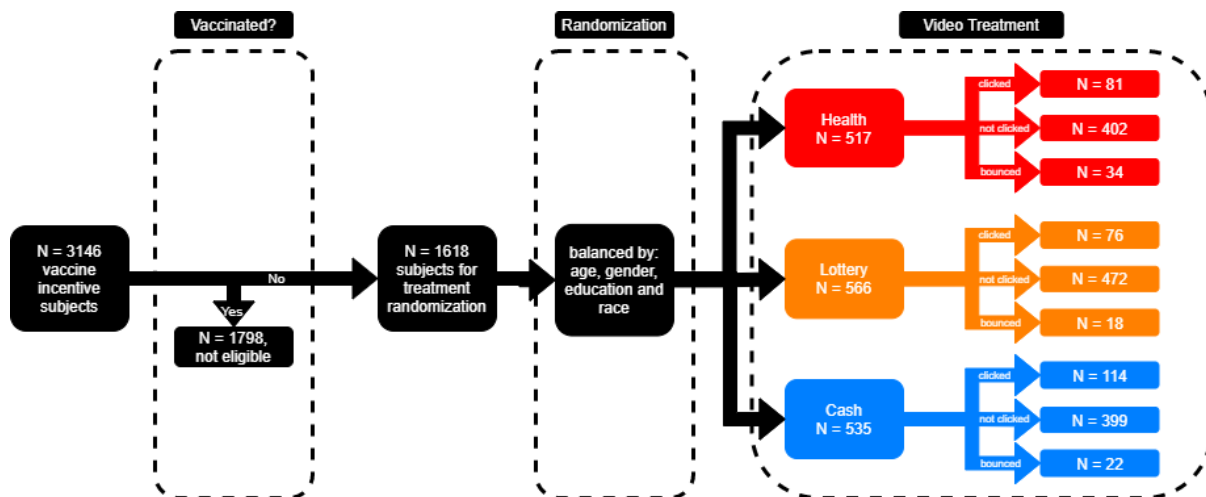 Vaccinated?
Randomization
Video Treatment
N = 3146
vaccine
incentive
subjects
No
Yes
N = 1798,
not eligible
N = 1618
subjects for
treatment
randomization
balanced by:
age, gender,
education and
race
Health
N = 517
clicked
N = 81
not clicked
N = 402
bounced
N = 34
Lottery
N = 566
clicked
N = 76
not clicked
N = 472
bounced
N = 18
Cash
N = 535
clicked
N = 114
not clicked
N = 399
bounced
N = 22